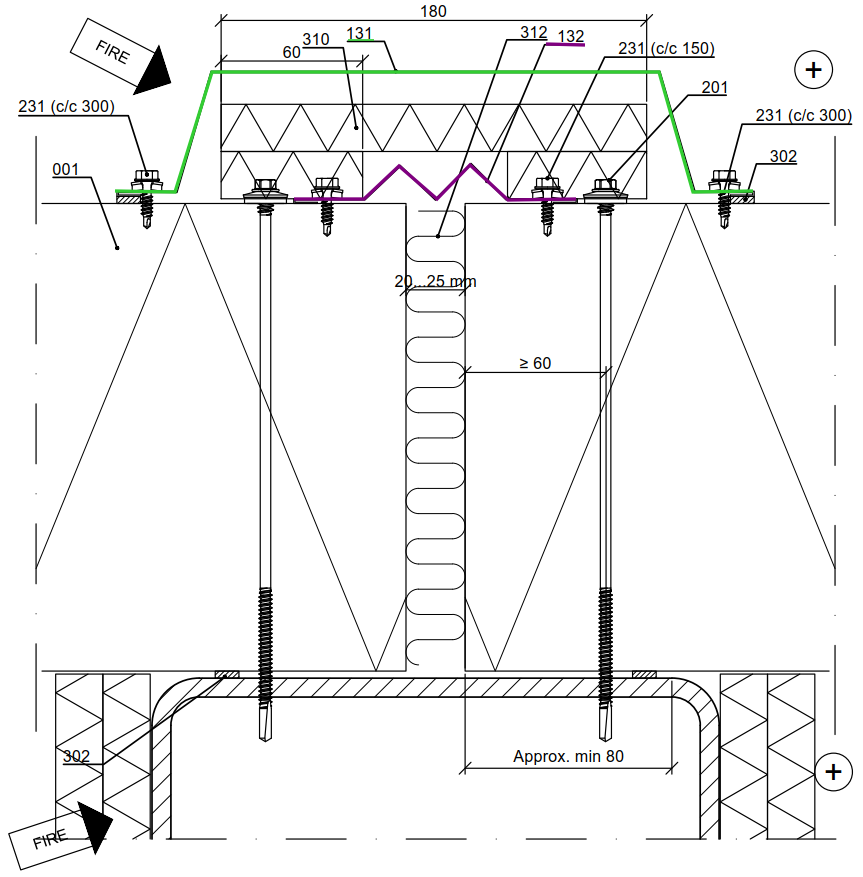 180
FIRE
310
131
312
132
60
231 (c/c 150)
+
201
231 (c/c 300)
231 (c/c 300)
302
001
20...25 mm
≥ 60
302
Approx. min 80
+
FIRE